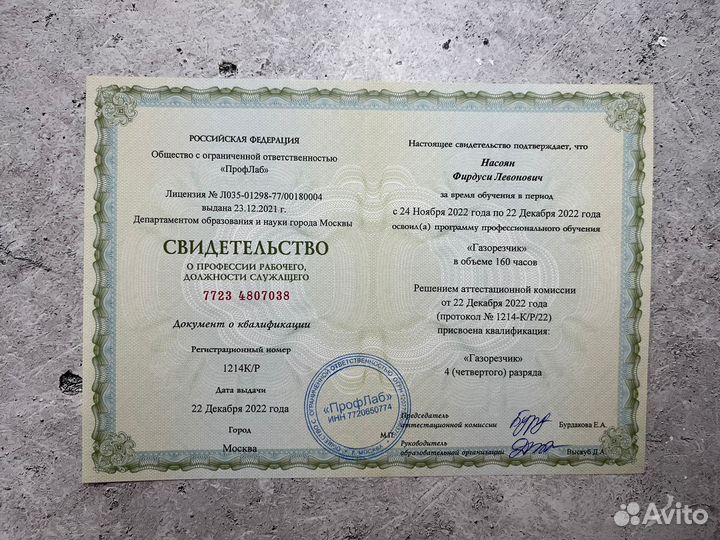 РОССИЙСКАЯ ФЕДЕРАЦИЯ
Общество с ограниченной ответственностью
«ПрофЛаб»
Лицензия № Л035-01298-77/00180004
выдана 23.12.2021 г.
Департаментом образования и науки города Москвы
СВИДЕТЕЛЬСТВО
О ПРОФЕССИИ РАБОЧЕГО,
ДОЛЖНОСТИ СЛУЖАЩЕГО
7723 4807038
Документ о квалификации
Регистрационный номер
1214К/Р
Дата выдачи
22 Декабря 2022 года
Город
Москва
Настоящее свидетельство подтверждает, что
Насоян
Фирдуси Левонович
за время обучения в период
с 24 Ноября 2022 года по 22 Декабря 2022 года
освоил(а) программу профессионального обучения
«Газорезчик»
в объеме 160 часов
Решением аттестационной комиссии
от 22 Декабря 2022 года
(протокол № 1214-К/Р/22)
присвоена квалификация:
«Газорезчик»
4 (четвертого) разряда
Председатель
аттестационной комиссии
Бурдакова Е.А.
М.П.
Руководитель
образовательной организации
Выскуб Д.А.
ОБЩЕСТВО С ОГРАНИЧЕННОЙ ОТВЕТСТВЕННОСТЬЮ
«ПрофЛаб»
ИНН 7720650774
г. МОСКВА
Avito